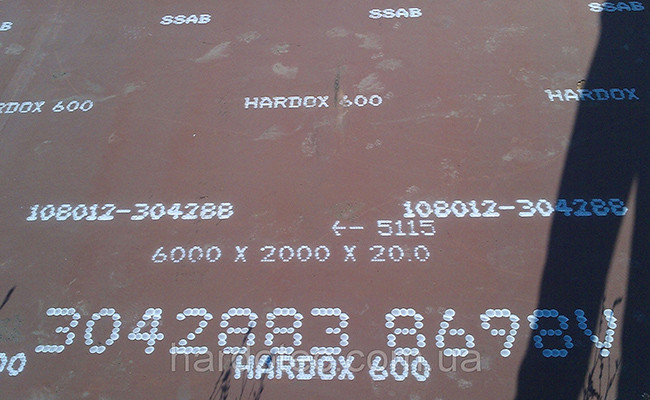 SSAB SSAB SSAB
HARDOX 600 HARDOX 600 HARDOX
108012-304288 108012-304288
<- 5115
6000 X 2000 X 20.0
3042883 8698V
HARDOX 600